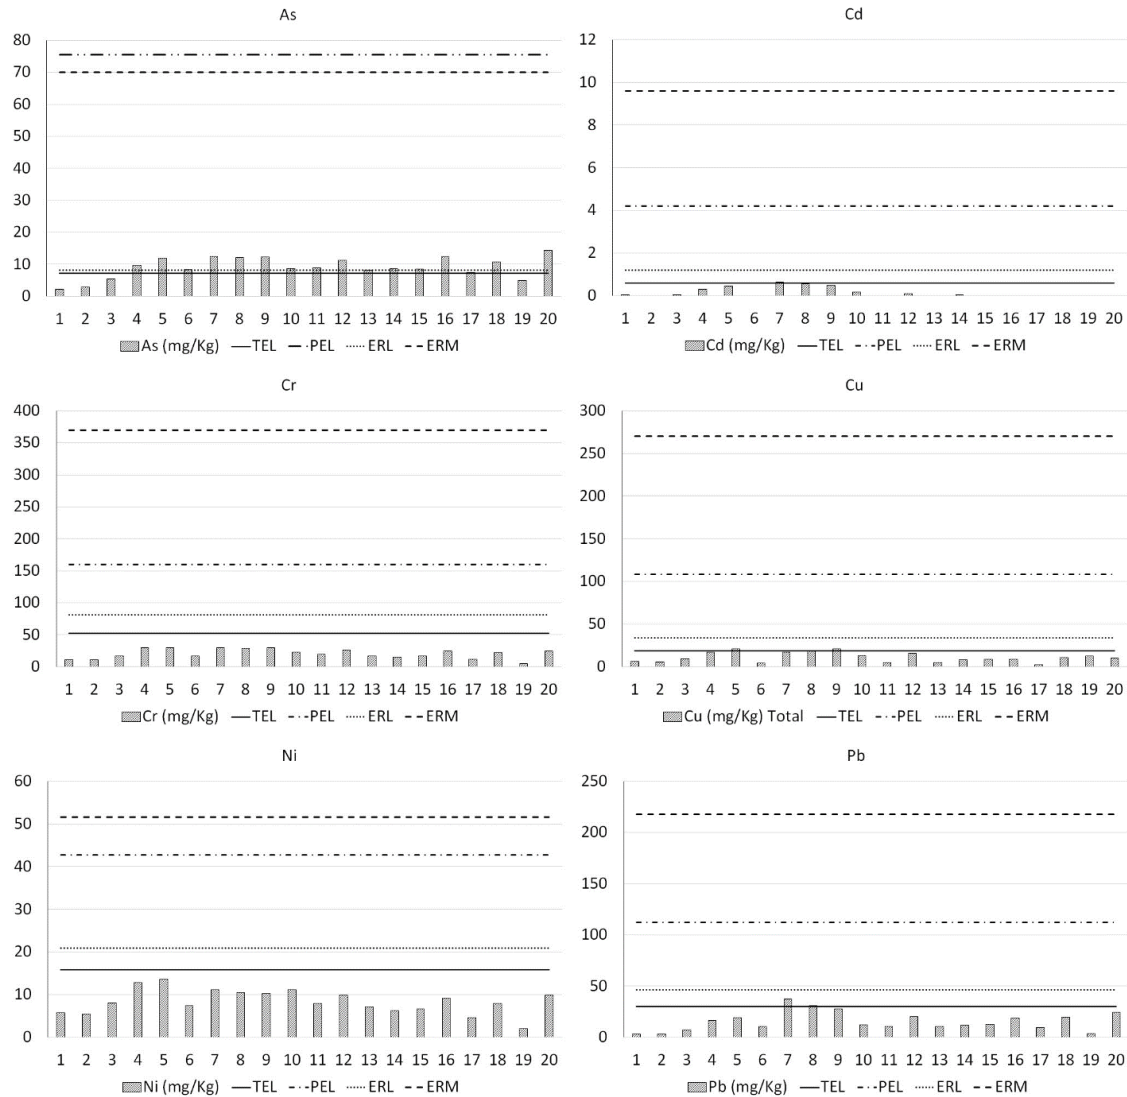 As
80
70
60
50
40
30
20
10
0
1 2 3 4 5 6 7 8 9 10 11 12 13 14 15 16 17 18 19 20
As (mg/Kg) TEL PEL ERL ERM
Cd
12
10
8
6
4
2
0
1 2 3 4 5 6 7 8 9 10 11 12 13 14 15 16 17 18 19 20
Cd (mg/Kg) TEL PEL ERL ERM
Cr
400
350
300
250
200
150
100
50
0
1 2 3 4 5 6 7 8 9 10 11 12 13 14 15 16 17 18 19 20
Cr (mg/Kg) TEL PEL ERL ERM
Cu
300
250
200
150
100
50
0
1 2 3 4 5 6 7 8 9 10 11 12 13 14 15 16 17 18 19 20
Cu (mg/Kg) Total TEL PEL ERL ERM
Ni
60
50
40
30
20
10
0
1 2 3 4 5 6 7 8 9 10 11 12 13 14 15 16 17 18 19 20
Ni (mg/Kg) TEL PEL ERL ERM
Pb
250
200
150
100
50
0
1 2 3 4 5 6 7 8 9 10 11 12 13 14 15 16 17 18 19 20
Pb (mg/Kg) TEL PEL ERL ERM